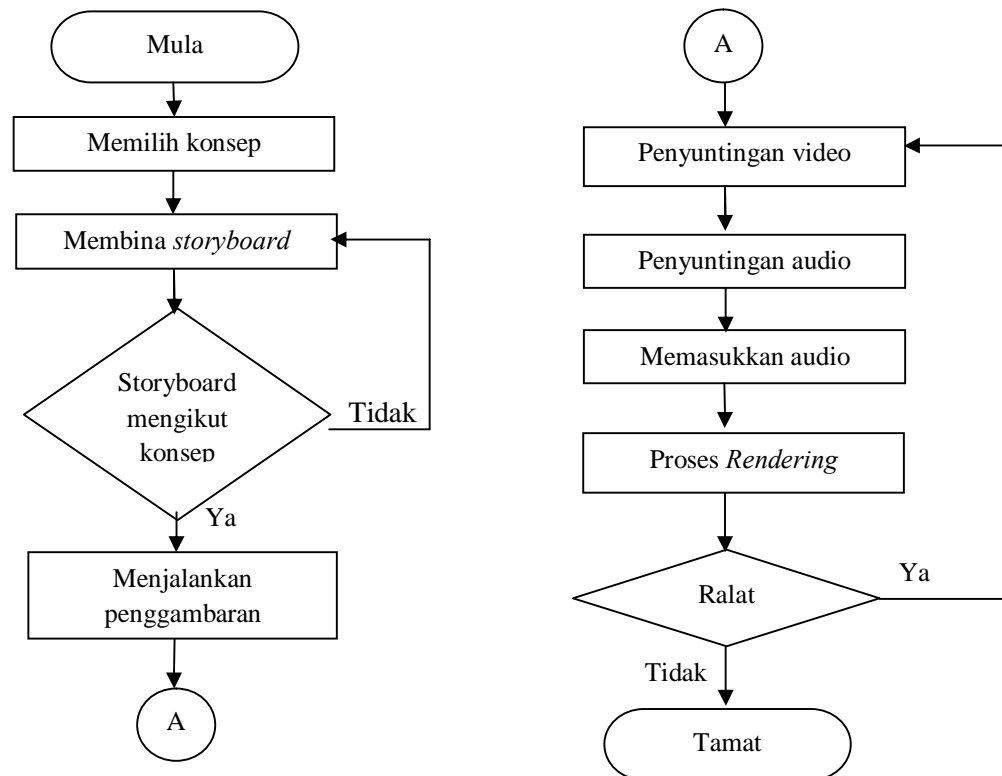 Mula
Memilih konsep
Membina storyboard
Storyboard
mengikut
konsep
Tidak
Ya
Menjalankan
penggambaran
A
A
Penyuntingan video
Penyuntingan audio
Memasukkan audio
Proses Rendering
Ralat
Ya
Tidak
Tamat